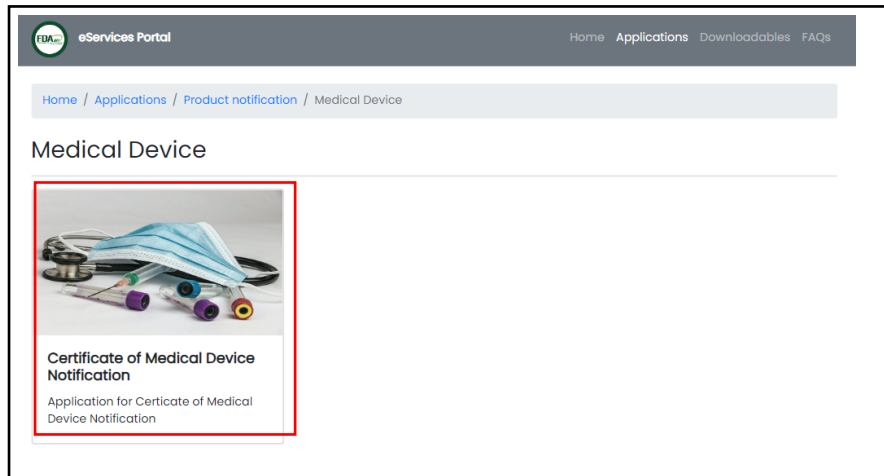 FDA
eServices Portal
Home Applications Downloadables FAQs
Home / Applications / Product notification / Medical Device
Medical Device
Certificate of Medical Device
Notification
Application for Certicate of Medical
Device Notification